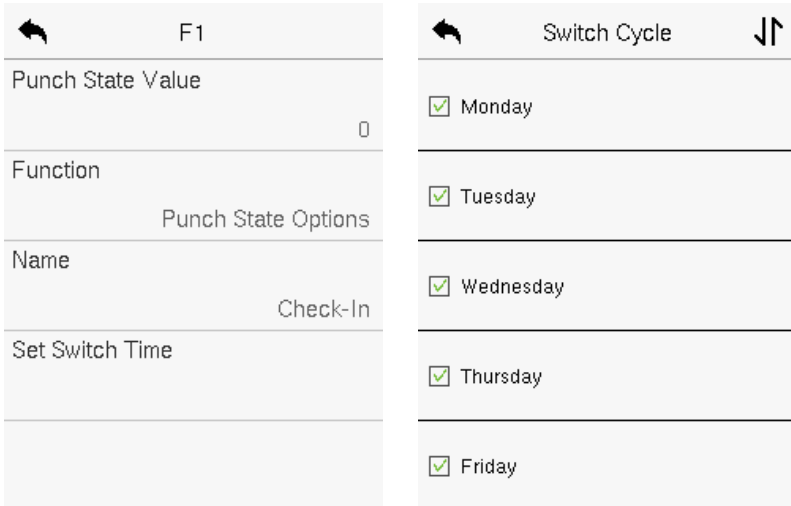 F1
Punch State Value
0
Function
Punch State Options
Name
Check-In
Set Switch Time
Switch Cycle
Monday
Tuesday
Wednesday
Thursday
Friday